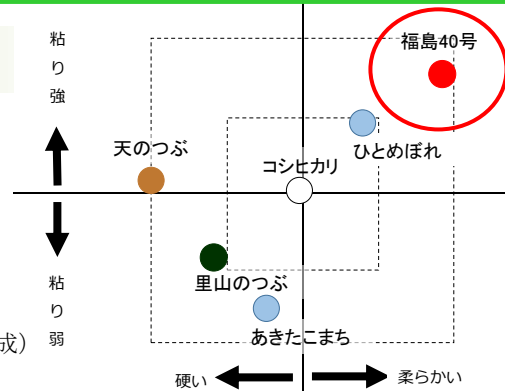 粘り強
福島40号
ひとめぼれ
天のつぶ
コシヒカリ
里山のつぶ
あきたこまち
粘り弱
成)
硬い
柔らかい